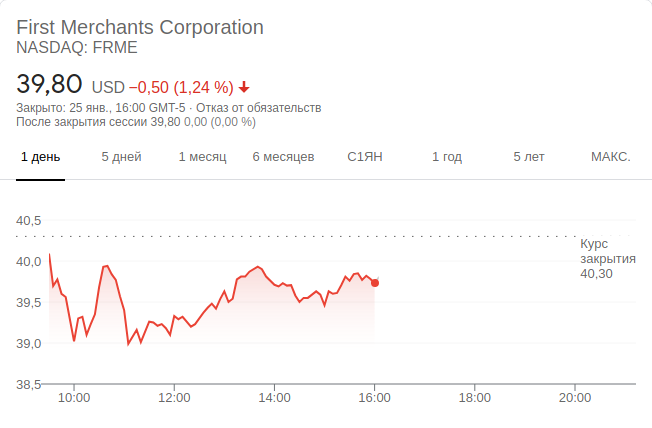 First Merchants Corporation
NASDAQ: FRME
39,80 USD −0,50 (1,24 %)
Закрыто: 25 янв., 16:00 GMT-5 · Отказ от обязательств
После закрытия сессии 39,80 0,00 (0,00 %)
1 день 5 дней 1 месяц 6 месяцев С1ЯН 1 год 5 лет МАКС.
40,5
Курс
закрытия
40,30
40,0
39,5
39,0
38,5
10:00 12:00 14:00 16:00 18:00 20:00